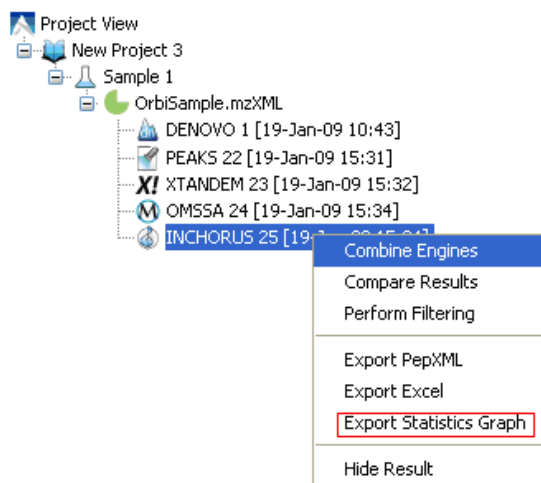 Project View
New Project 3
Sample 1
OrbiSample.mzXML
DENOVO 1 [19-Jan-09 10:43]
PEAKS 22 [19-Jan-09 15:31]
X! XTANDEM 23 [19-Jan-09 15:32]
OMSSA 24 [19-Jan-09 15:34]
INCHORUS 25 [19-
Combine Engines
Compare Results
Perform Filtering
Export PepXML
Export Excel
Export Statistics Graph
Hide Result